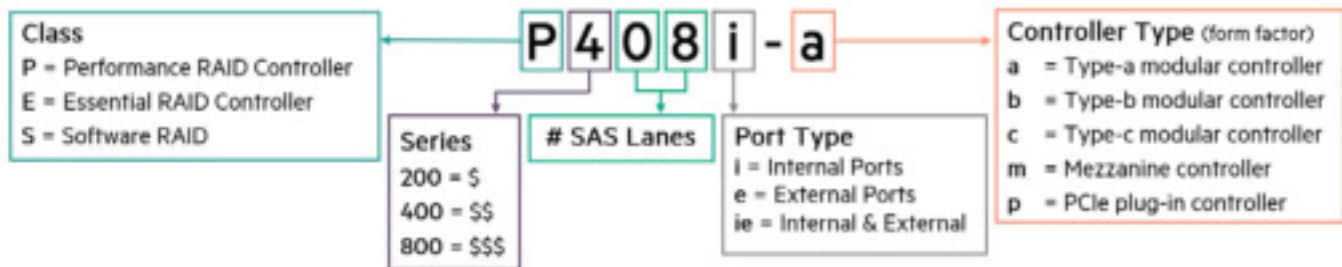 P408i-a
Class
P = Performance RAID Controller
E = Essential RAID Controller
S = Software RAID
Series
200 = $
400 = $$
800 = $$$
# SAS Lanes
Port Type
i = Internal Ports
e = External Ports
ie = Internal & External
Controller Type (form factor)
a = Type-a modular controller
b = Type-b modular controller
c = Type-c modular controller
m = Mezzanine controller
p = PCIe plug-in controller